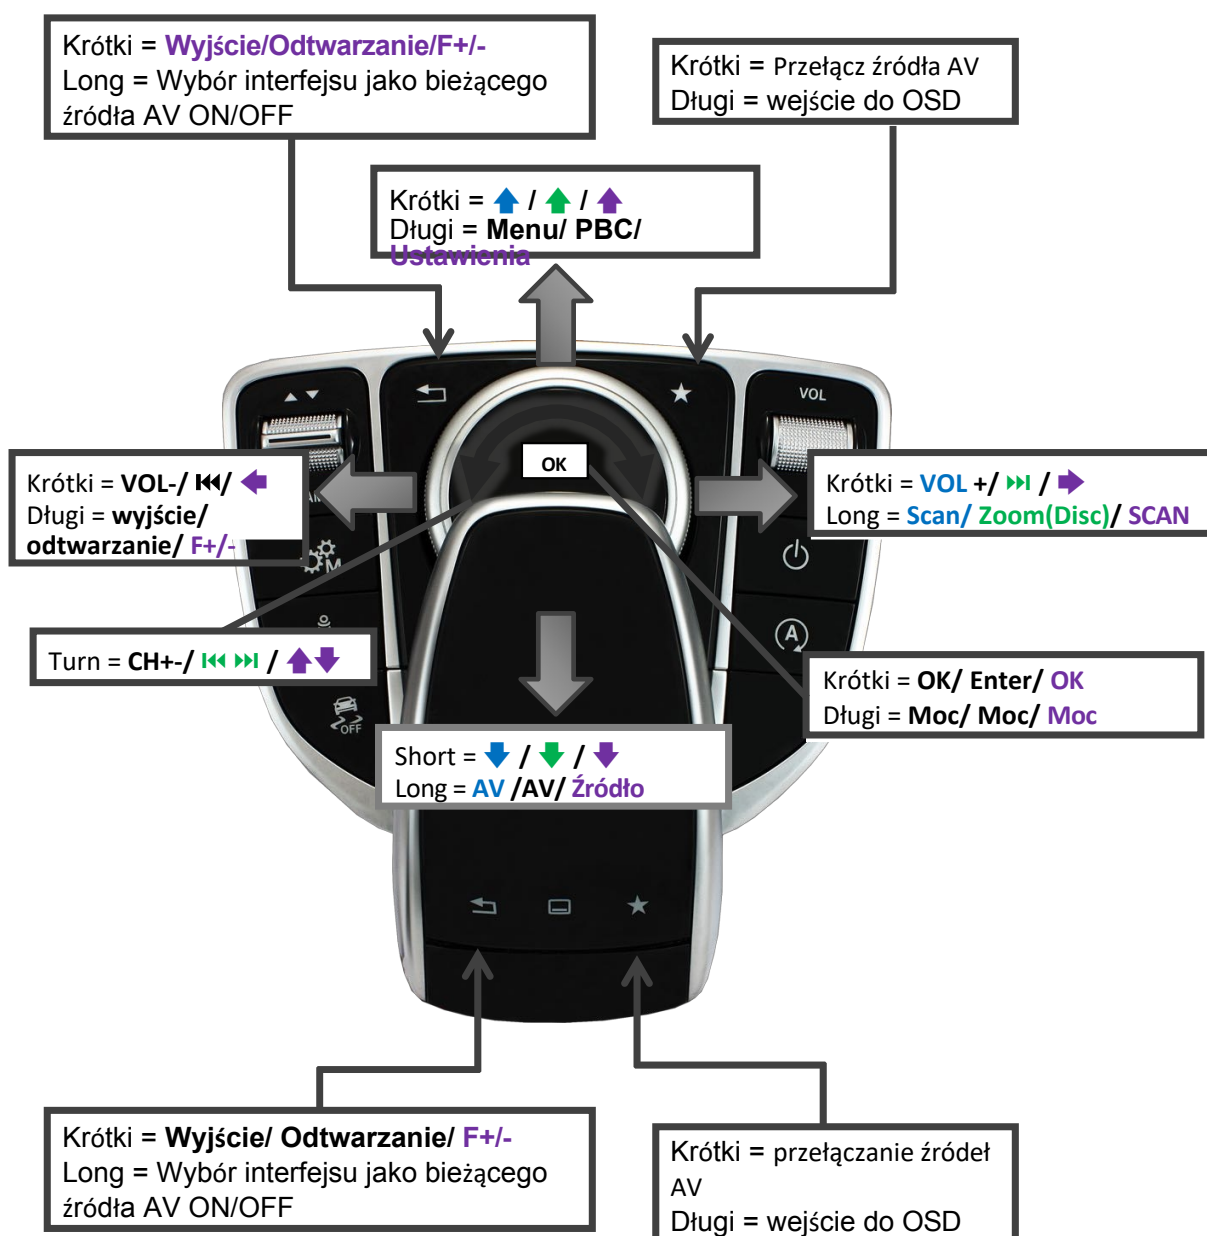 Krótki = Wyjście/Odtwarzanie/F+/-
Long = Wybór interfejsu jako bieżącego
źródła AV ON/OFF
Krótki = Przełącz źródła AV
Długi = wejście do OSD
Krótki = ⬆ / ⬆ / ⬆
Długi = Menu/ PBC/
Ustawienia
VOL
OK
Krótki = VOL-/ ⏮/ ⬅
Długi = wyjście/
odtwarzanie/ F+/-
Krótki = VOL +/ ⏭ / ➡
Long = Scan/ Zoom(Disc)/ SCAN
M
A
Turn = CH+-/ ⏮ ⏭ / ⬆⬇
Krótki = OK/ Enter/ OK
Długi = Moc/ Moc/ Moc
OFF
Short = ⬇ / ⬇ / ⬇
Long = AV /AV/ Źródło
Krótki = Wyjście/ Odtwarzanie/ F+/-
Long = Wybór interfejsu jako bieżącego
źródła AV ON/OFF
Krótki = przełączanie źródeł
AV
Długi = wejście do OSD